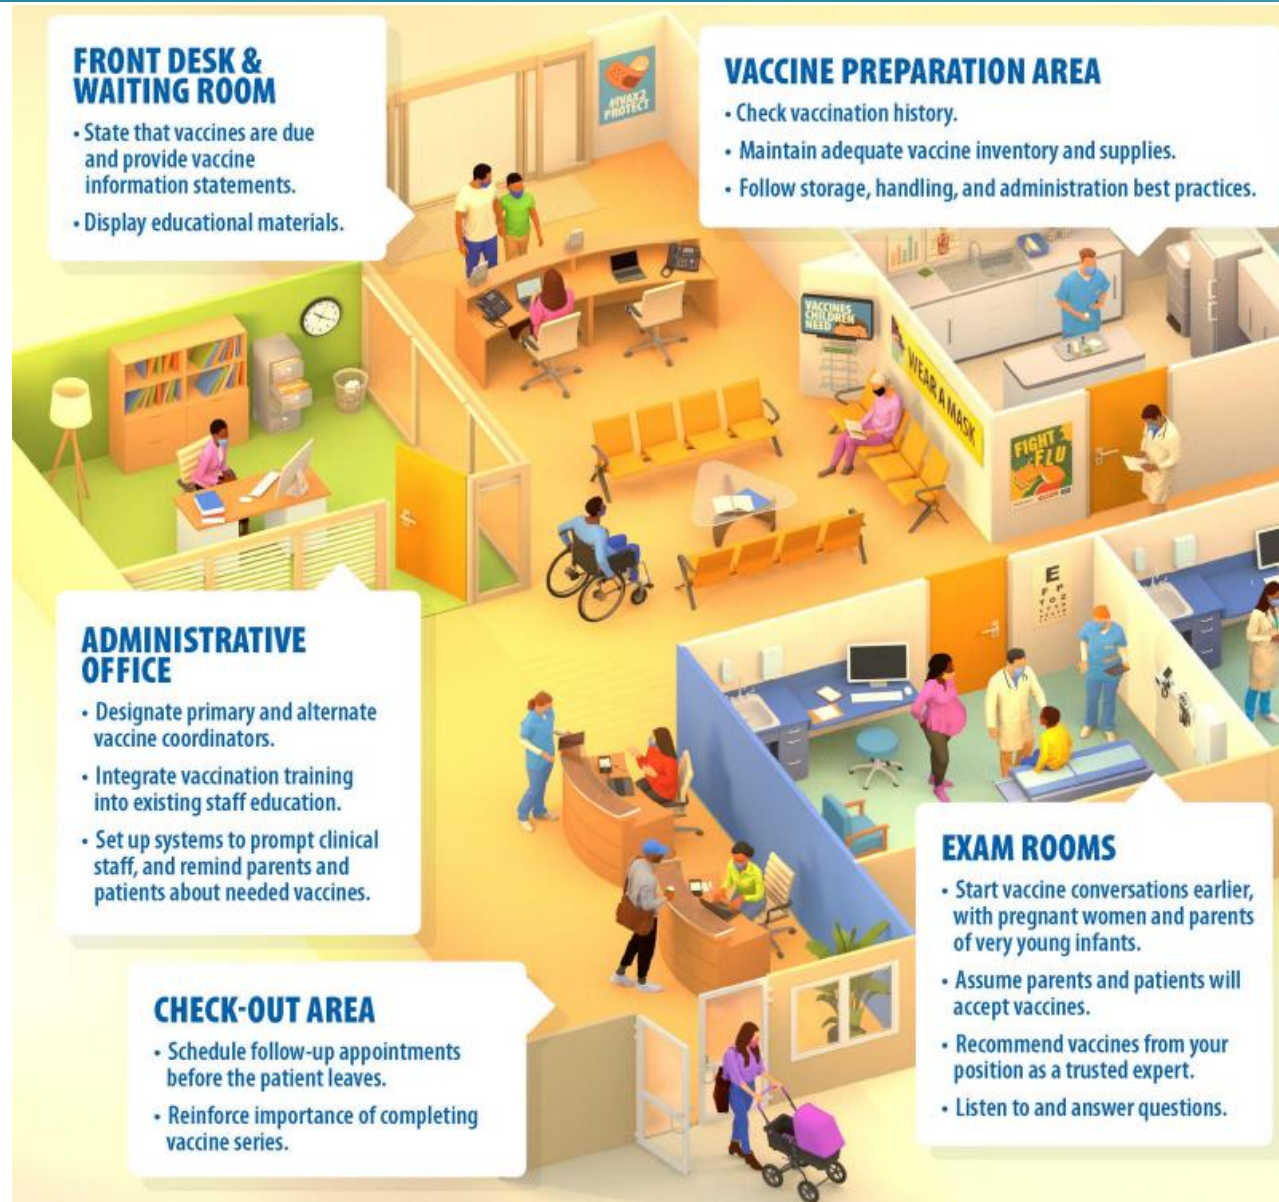 FRONT DESK &
WAITING ROOM
• State that vaccines are due
and provide vaccine
information statements.
• Display educational materials.
#IVAX2
PROTECT
VACCINE PREPARATION AREA
• Check vaccination history.
• Maintain adequate vaccine inventory and supplies.
• Follow storage, handling, and administration best practices.
VACCINES
CHILDREN
NEED
WEAR A MASK
FIGHT
FLU
E
F P
T O Z
ADMINISTRATIVE
OFFICE
• Designate primary and alternate
vaccine coordinators.
• Integrate vaccination training
into existing staff education.
• Set up systems to prompt clinical
staff, and remind parents and
patients about needed vaccines.
EXAM ROOMS
• Start vaccine conversations earlier,
with pregnant women and parents
of very young infants.
• Assume parents and patients will
accept vaccines.
• Recommend vaccines from your
position as a trusted expert.
• Listen to and answer questions.
CHECK-OUT AREA
• Schedule follow-up appointments
before the patient leaves.
• Reinforce importance of completing
vaccine series.